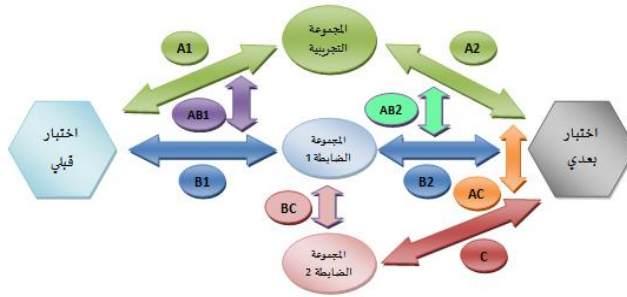 المجموعة
التجريبية
A1
A2
AB1
AB2
اختبار
قبلي
المجموعة
الضابطة 1
اختبار
بعدي
B1
B2
AC
BC
المجموعة
الضابطة 2
C